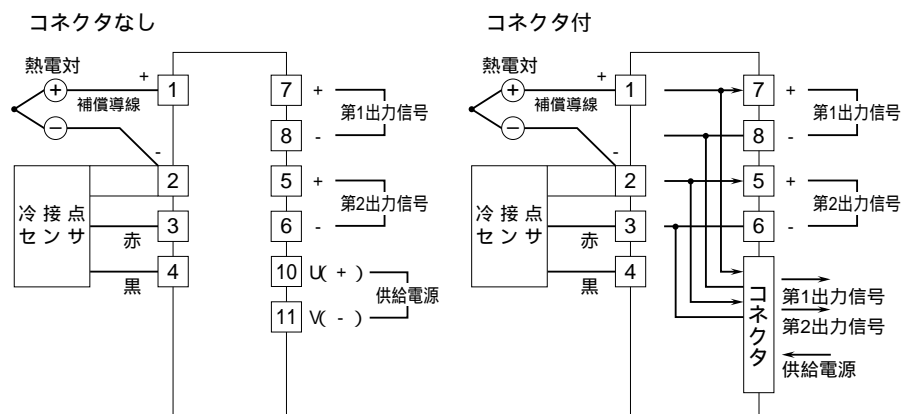 コネクタなし
熱電対
+
+
補償導線
1
-
-
2
冷接点
センサ
赤
3
黒
4
7 +
第1出力信号
8 -
5 +
第2出力信号
6 -
10 U( + )
供給電源
11 V( - )
コネクタ付
熱電対
+
+
補償導線
1
-
-
2
冷接点
センサ
赤
3
黒
4
7 +
第1出力信号
8 -
5 +
第2出力信号
6 -
コネクタ
第1出力信号
第2出力信号
供給電源